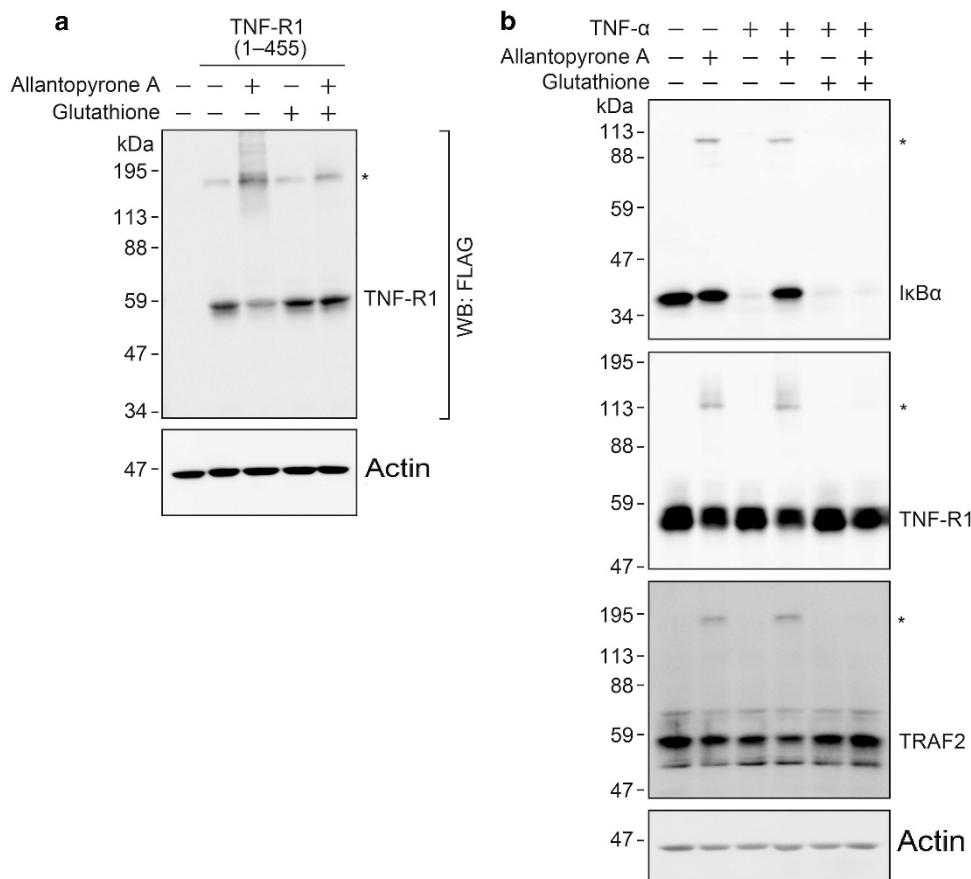 a
TNF-R1
(1–455)
Allantopyrone A – – + – +
Glutathione – – – + +
kDa
195
113
88
59
47
34
*
TNF-R1
WB: FLAG
47
Actin
b
TNF-α – – + + + +
Allantopyrone A – + – + – +
Glutathione – – – – + +
kDa
113
88
59
47
34
*
IκBα
195
113
88
59
47
*
TNF-R1
195
113
88
59
47
*
TRAF2
47
Actin